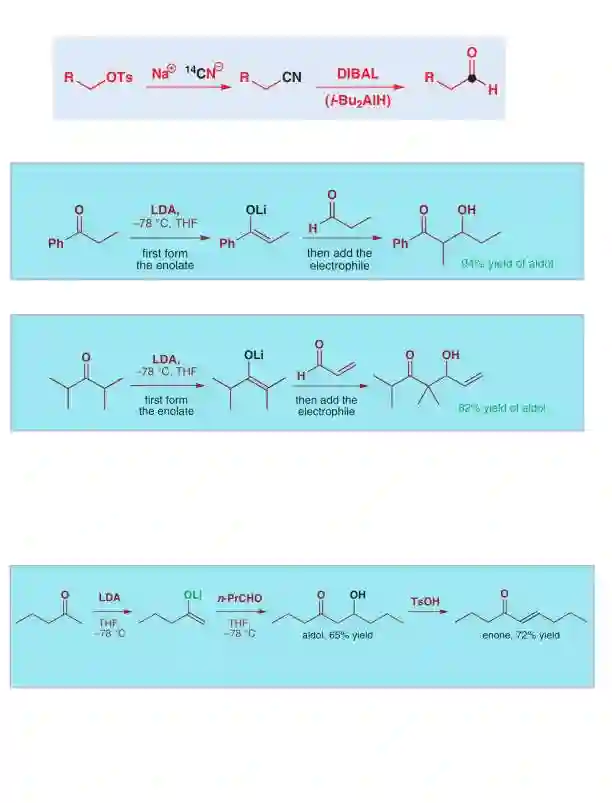 O
R OTs Na⊕ ¹⁴CN⊖ R CN DIBAL R H
(i-Bu₂AlH)
O LDA, OLi O O OH
–78 °C, THF H
Ph Ph Ph
first form then add the
the enolate electrophile 94% yield of aldol
O LDA, OLi O O OH
–78 °C, THF H
first form then add the
the enolate electrophile 82% yield of aldol
O LDA OLi n-PrCHO O OH TsOH O
THF THF
–78 °C –78 °C aldol, 65% yield enone, 72% yield